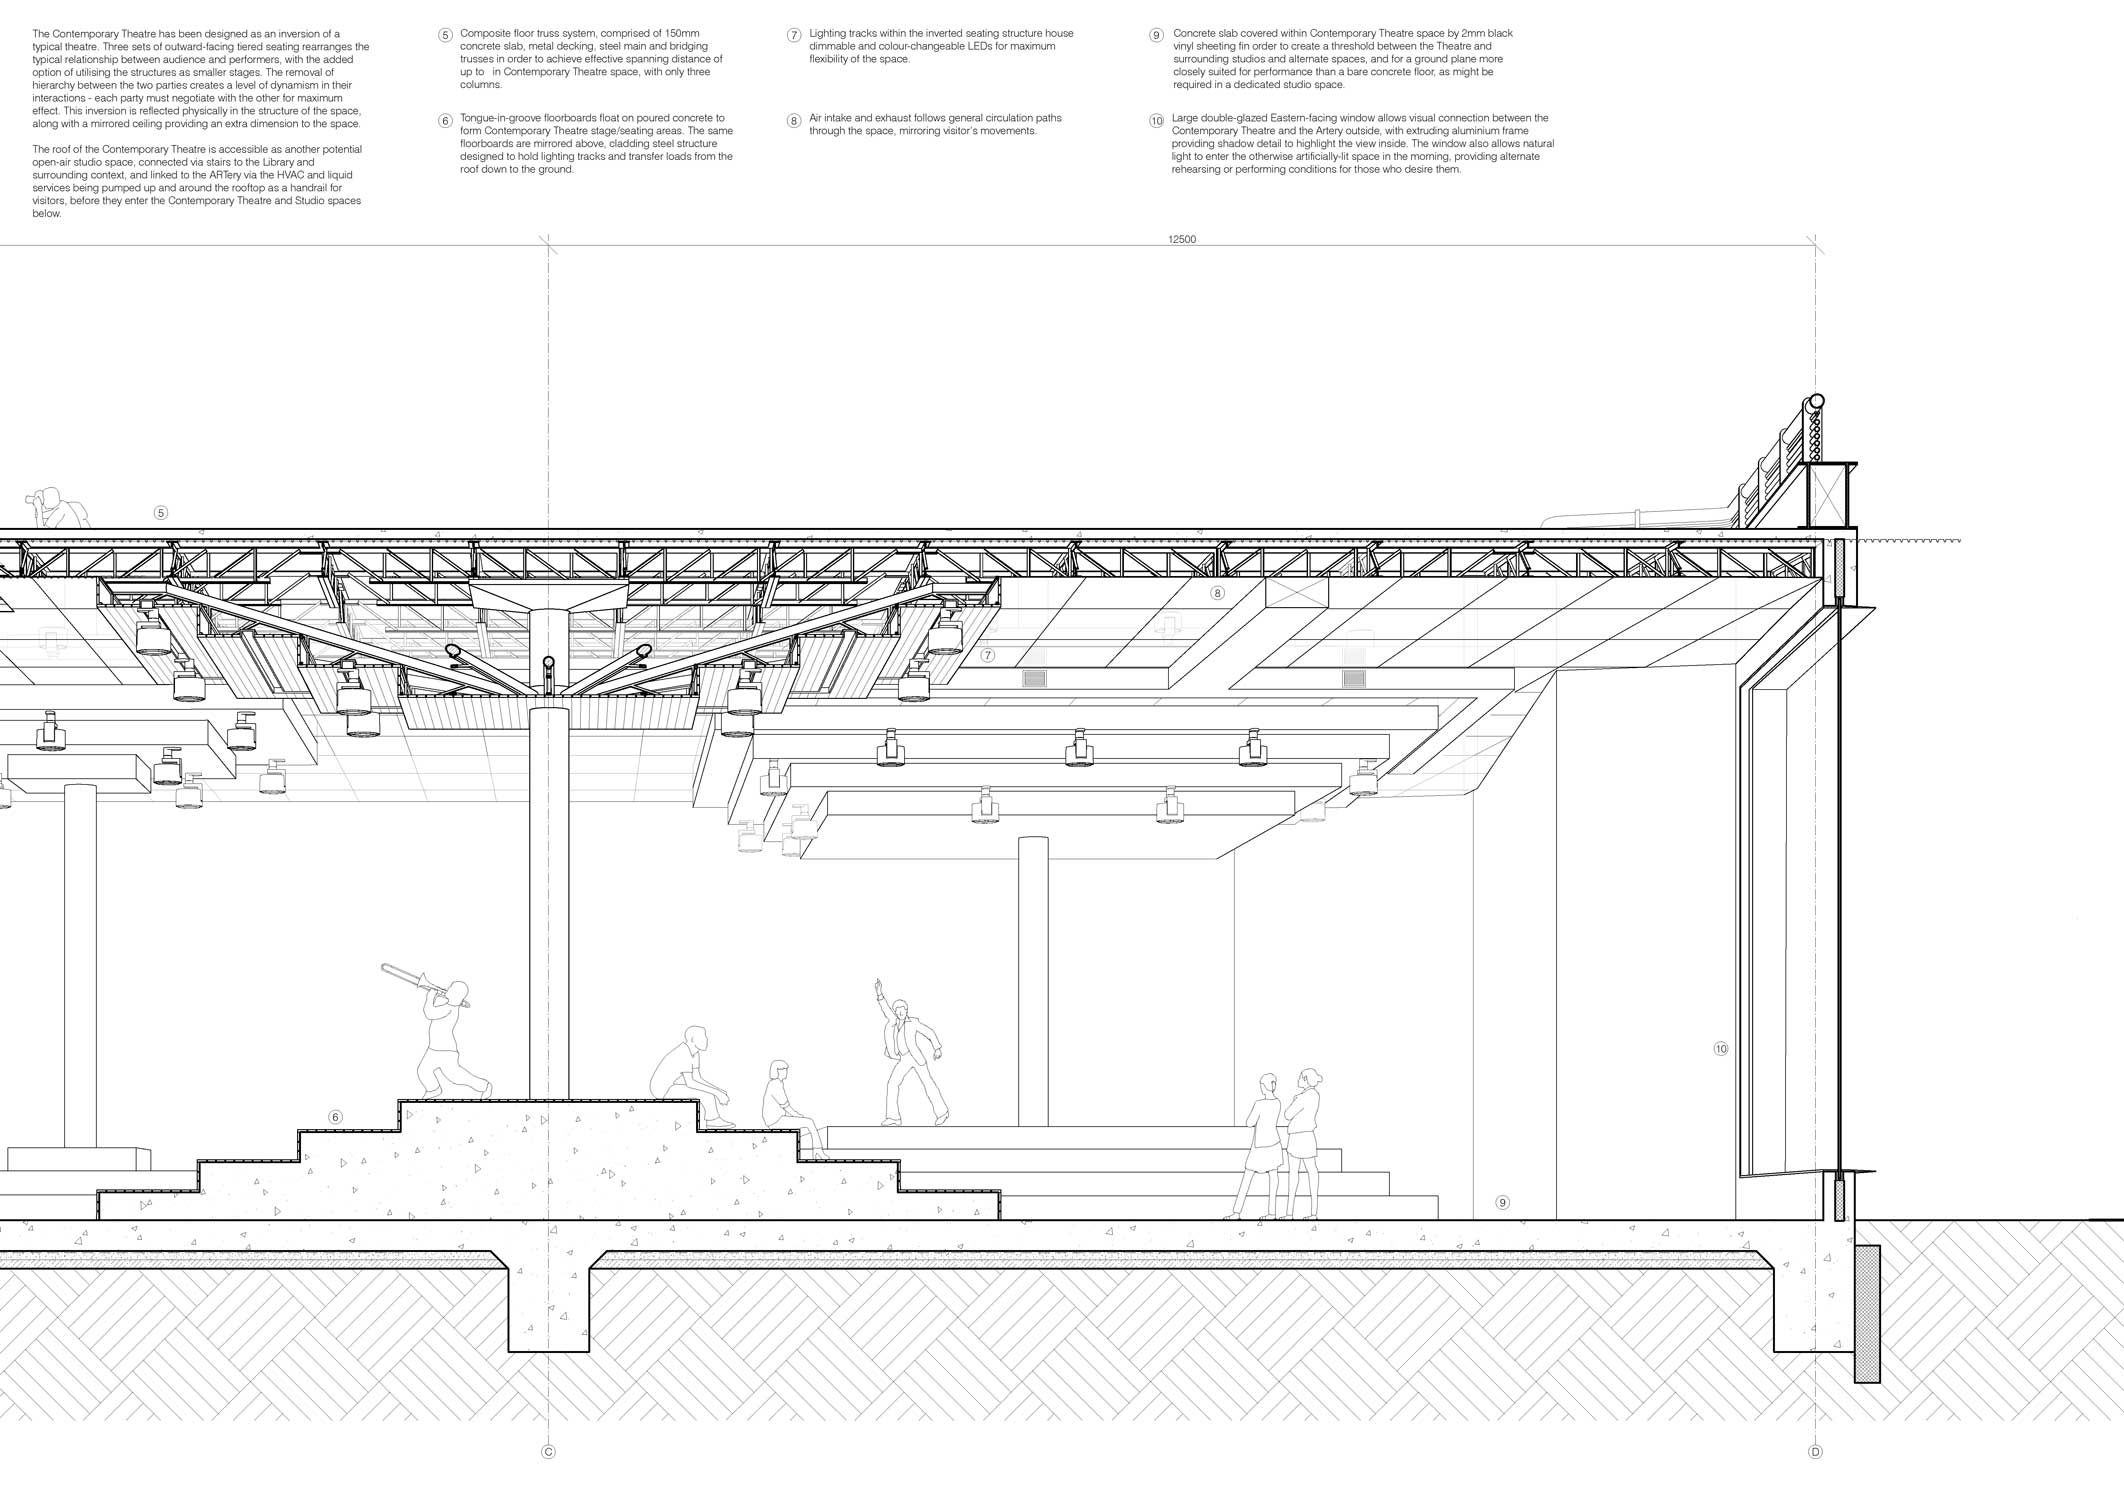 The Contemporary Theatre has been designed as an inversion of a
typical theatre. Three sets of outward-facing tiered seating rearranges the
typical relationship between audience and performers, with the added
option of utilising the structures as smaller stages. The removal of
hierarchy between the two parties creates a level of dynamism in their
interactions - each party must negotiate with the other for maximum
effect. This inversion is reflected physically in the structure of the space,
along with a mirrored ceiling providing an extra dimension to the space.
The roof of the Contemporary Theatre is accessible as another potential
open-air studio space, connected via stairs to the Library and
surrounding context, and linked to the ARTery via the HVAC and liquid
services being pumped up and around the rooftop as a handrail for
visitors, before they enter the Contemporary Theatre and Studio spaces
below.
5 Composite floor truss system, comprised of 150mm
concrete slab, metal decking, steel main and bridging
trusses in order to achieve effective spanning distance of
up to in Contemporary Theatre space, with only three
columns.
6 Tongue-in-groove floorboards float on poured concrete to
form Contemporary Theatre stage/seating areas. The same
floorboards are mirrored above, cladding steel structure
designed to hold lighting tracks and transfer loads from the
roof down to the ground.
7 Lighting tracks within the inverted seating structure house
dimmable and colour-changeable LEDs for maximum
flexibility of the space.
8 Air intake and exhaust follows general circulation paths
through the space, mirroring visitor's movements.
9 Concrete slab covered within Contemporary Theatre space by 2mm black
vinyl sheeting fin order to create a threshold between the Theatre and
surrounding studios and alternate spaces, and for a ground plane more
closely suited for performance than a bare concrete floor, as might be
required in a dedicated studio space.
10 Large double-glazed Eastern-facing window allows visual connection between the
Contemporary Theatre and the Artery outside, with extruding aluminium frame
providing shadow detail to highlight the view inside. The window also allows natural
light to enter the otherwise artificially-lit space in the morning, providing alternate
rehearsing or performing conditions for those who desire them.
12500
5
8
7
10
6
9
C
D